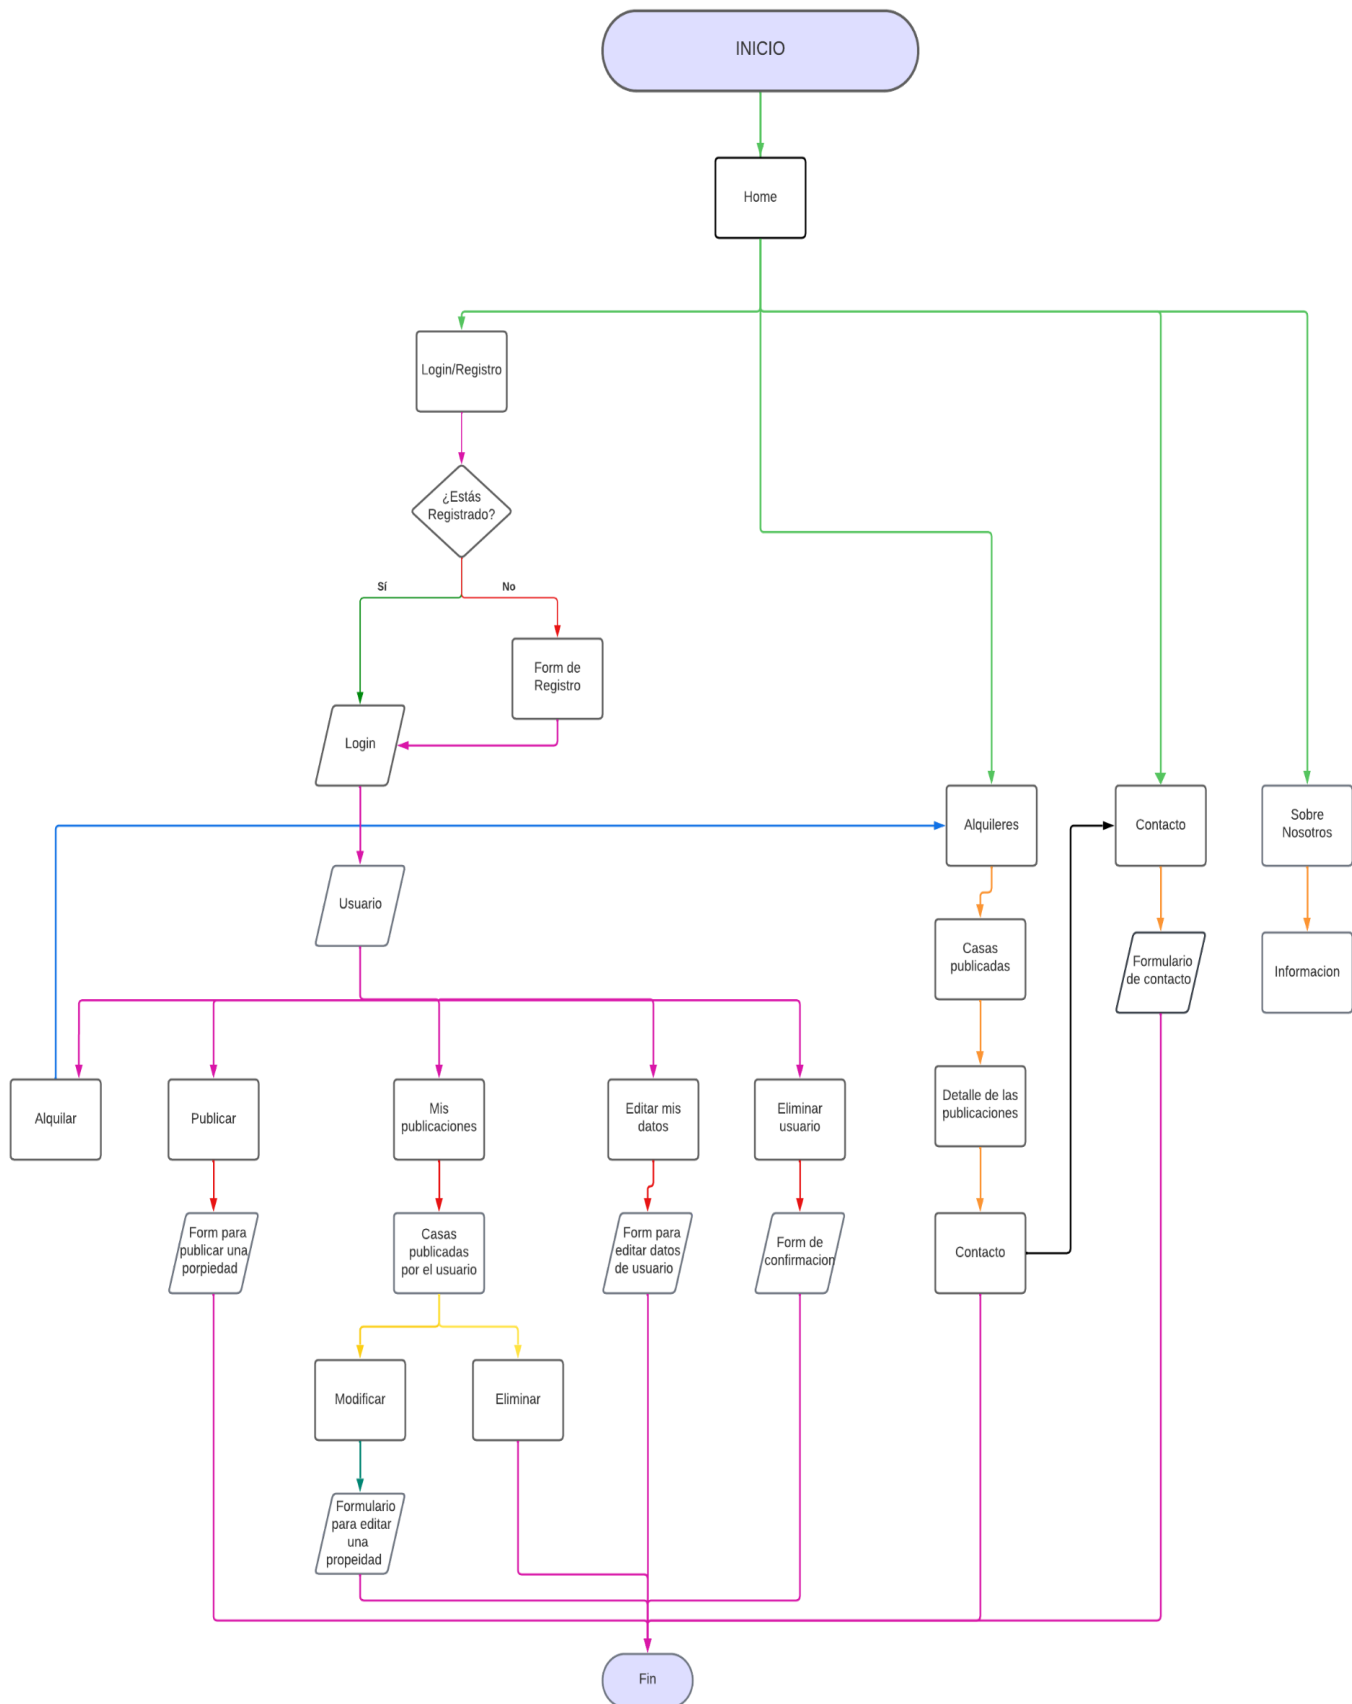 INICIO
Home
Login/Registro
¿Estás
Registrado?
Sí
No
Form de
Registro
Login
Alquileres
Contacto
Sobre
Nosotros
Usuario
Casas
publicadas
Formulario
de contacto
Informacion
Alquilar
Publicar
Mis
publicaciones
Editar mis
datos
Eliminar
usuario
Detalle de las
publicaciones
Form para
publicar una
porpiedad
Casas
publicadas
por el usuario
Form para
editar datos
de usuario
Form de
confirmacion
Contacto
Modificar
Eliminar
Formulario
para editar
una
propeidad
Fin